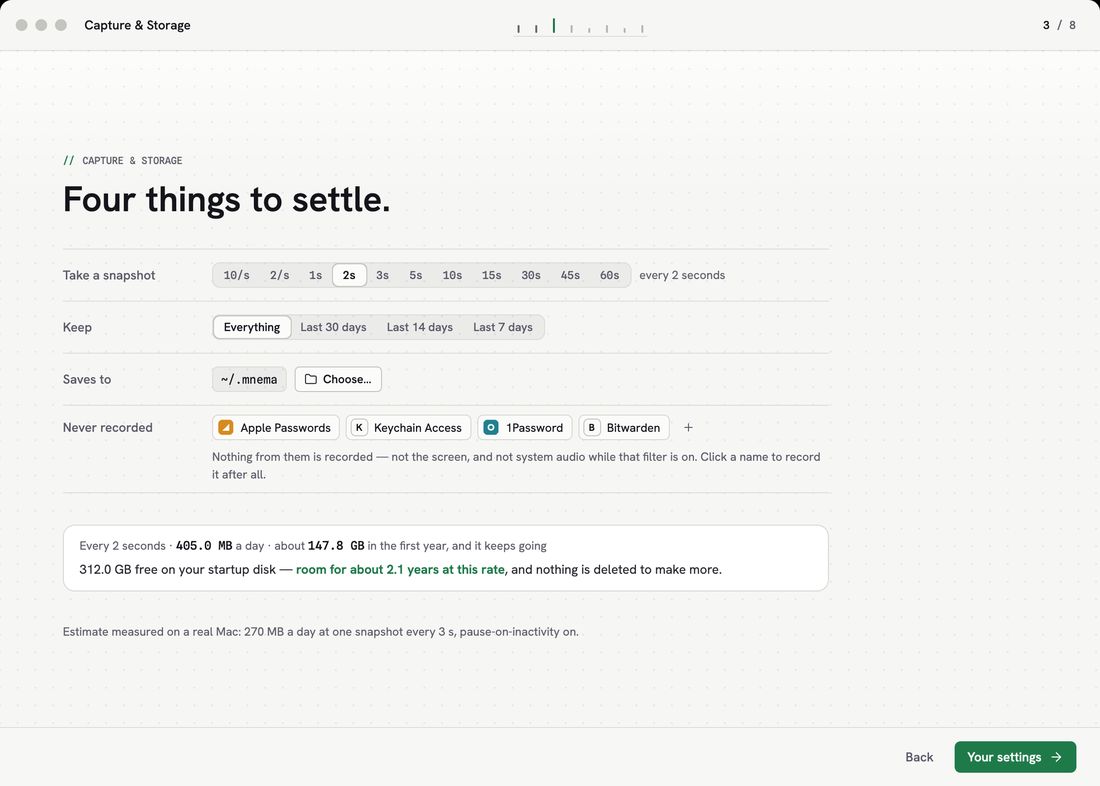 Capture & Storage
3 / 8
// CAPTURE & STORAGE
Four things to settle.
Take a snapshot
10/s 2/s 1s 2s 3s 5s 10s 15s 30s 45s 60s every 2 seconds
Keep
Everything Last 30 days Last 14 days Last 7 days
Saves to
~/.mnema Choose...
Never recorded
Apple Passwords K Keychain Access 1Password B Bitwarden +
Nothing from them is recorded — not the screen, and not system audio while that filter is on. Click a name to record
it after all.
Every 2 seconds · 405.0 MB a day · about 147.8 GB in the first year, and it keeps going
312.0 GB free on your startup disk — room for about 2.1 years at this rate, and nothing is deleted to make more.
Estimate measured on a real Mac: 270 MB a day at one snapshot every 3 s, pause-on-inactivity on.
Back Your settings →